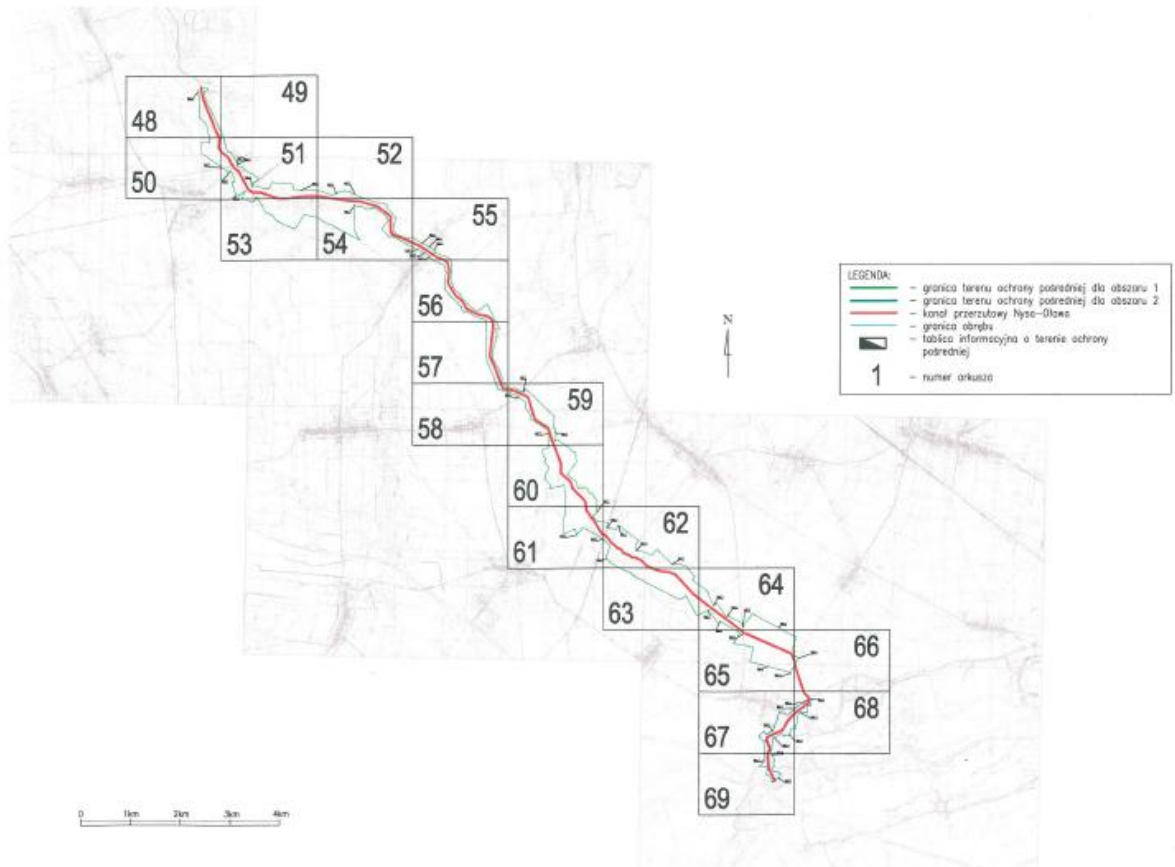 49
48
51
52
50
55
53
54
56
57
59
58
60
62
61
64
63
66
65
68
67
69
N
LEGENDA:
– granica terenu ochrony pośredniej dla obszaru 1
– granica terenu ochrony pośredniej dla obszaru 2
– kanał przerzutowy Nysa–Oława
– granica obrębu
– tablica informacyjna o terenie ochrony
pośredniej
1 – numer arkusza
0 1km 2km 3km 4km